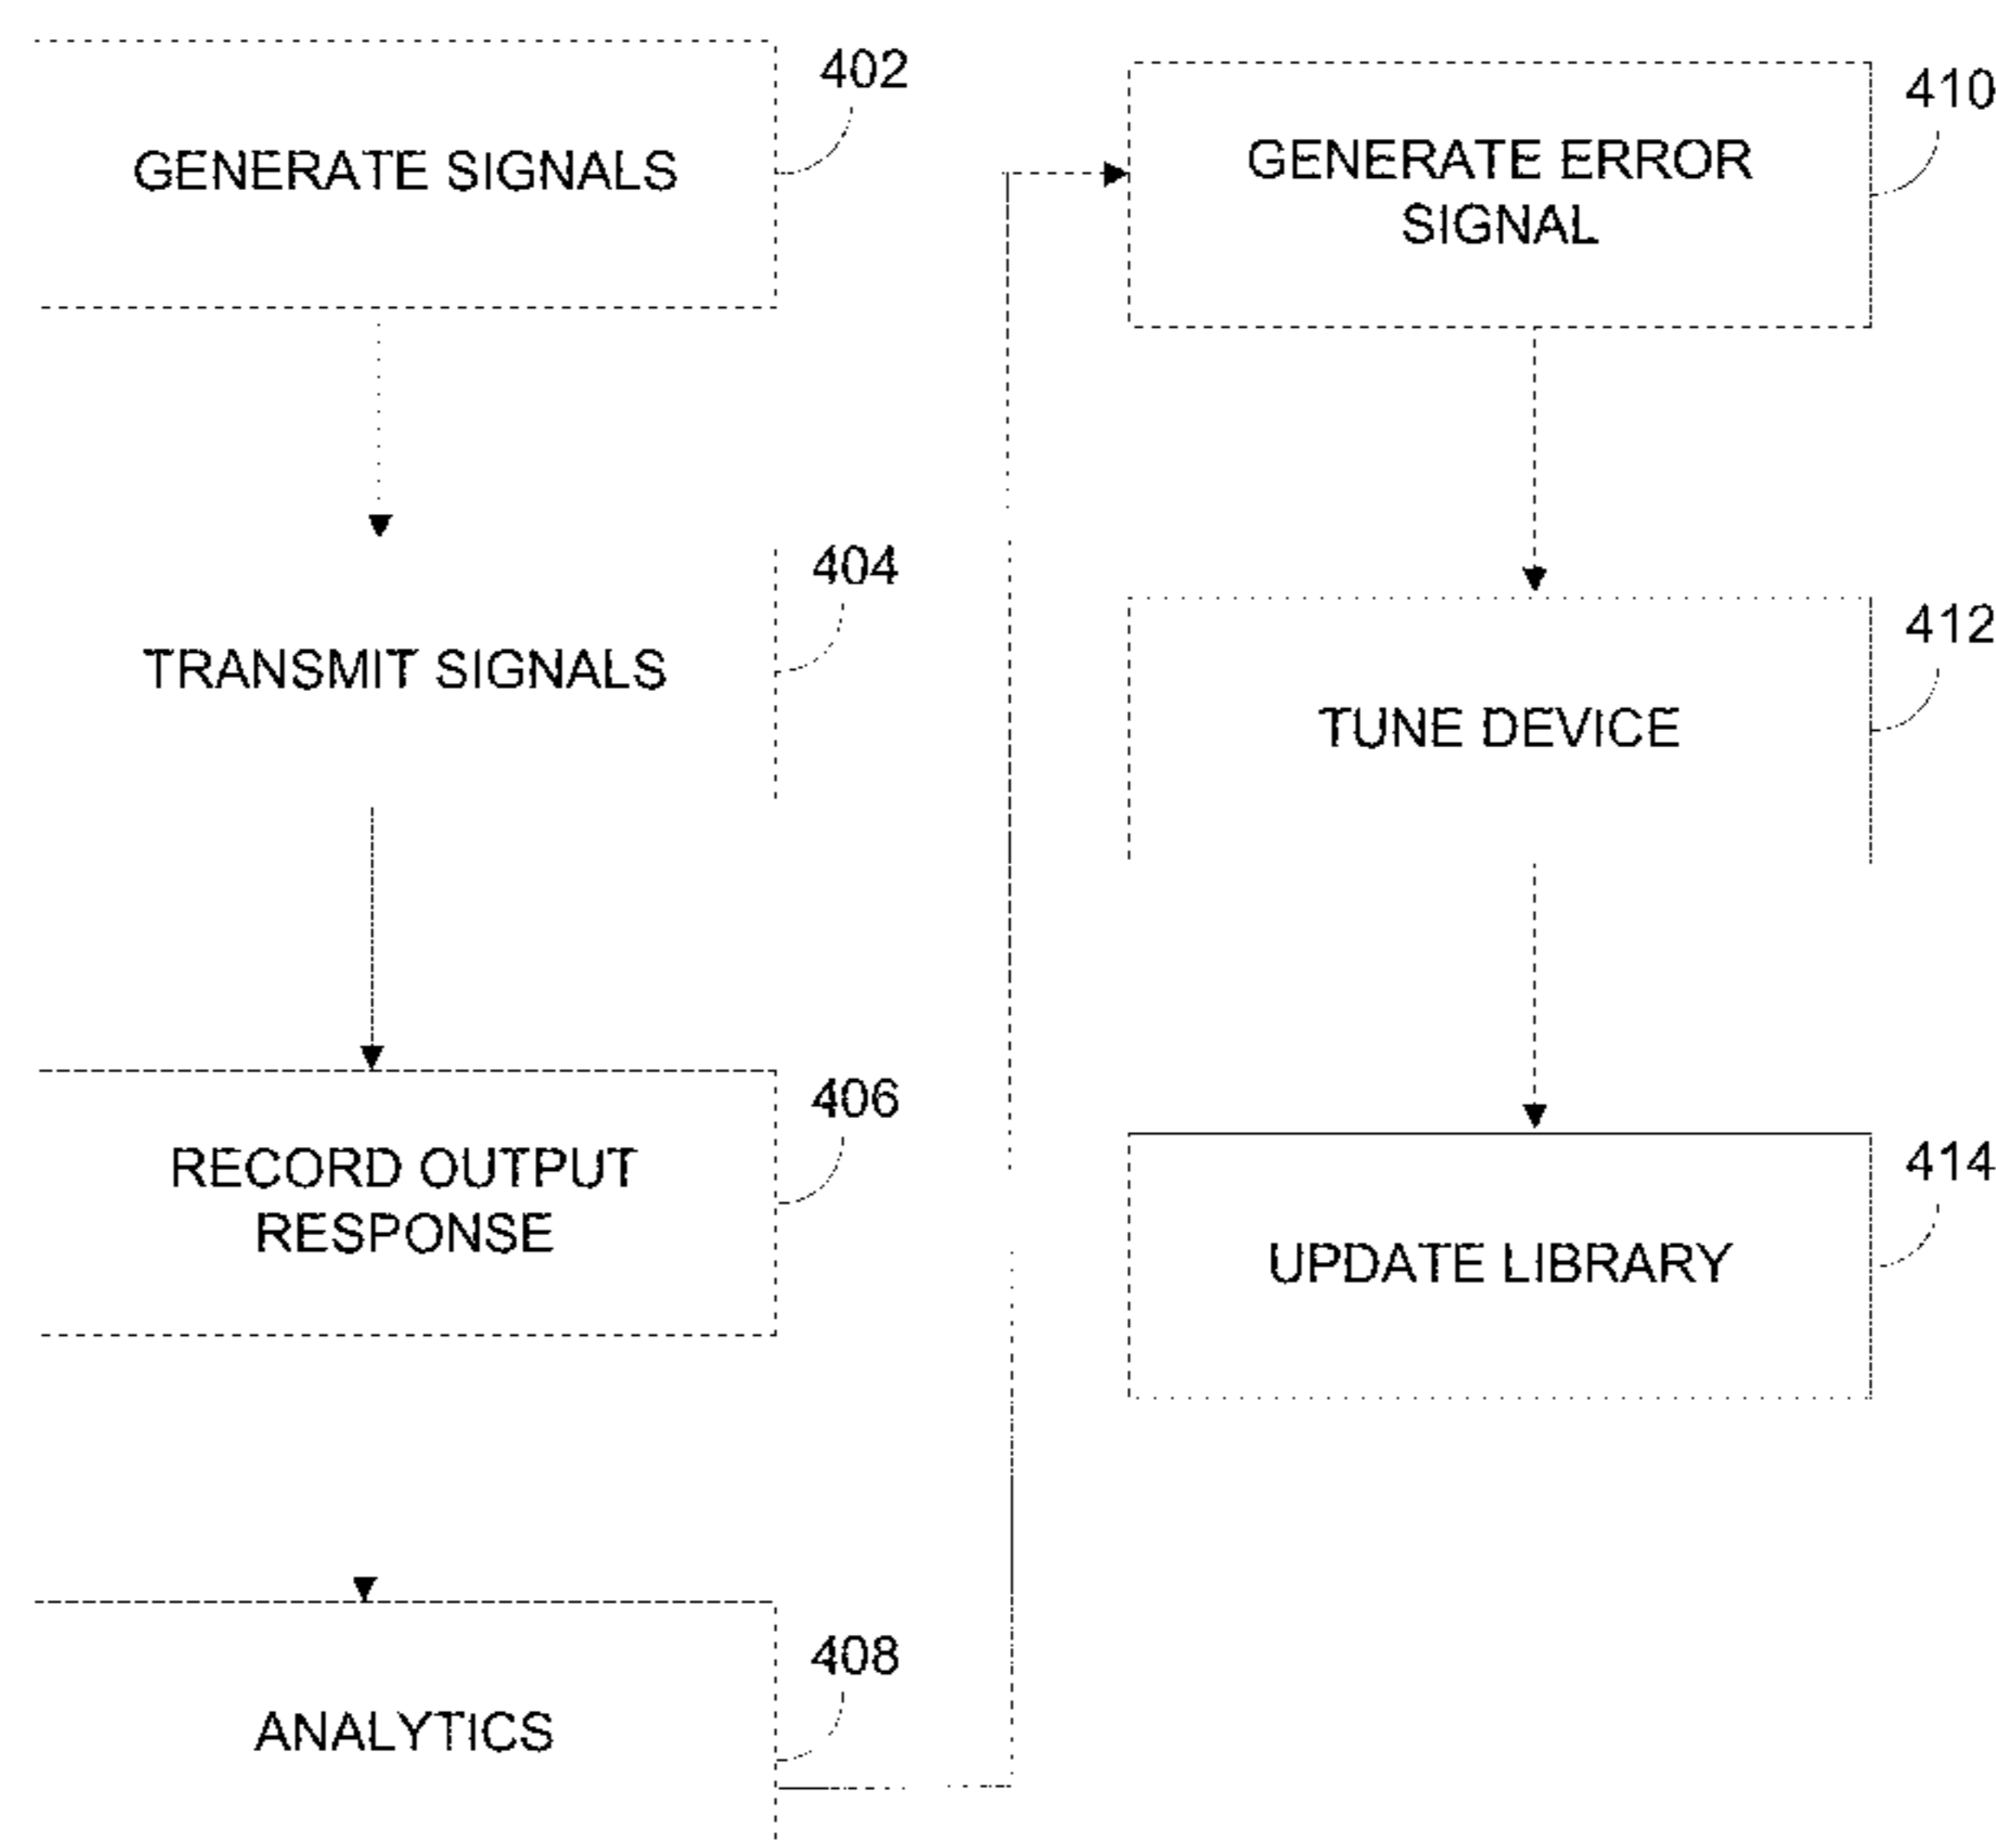 402
GENERATE SIGNALS
404
TRANSMIT SIGNALS
406
RECORD OUTPUT
RESPONSE
408
ANALYTICS
410
GENERATE ERROR
SIGNAL
412
TUNE DEVICE
414
UPDATE LIBRARY